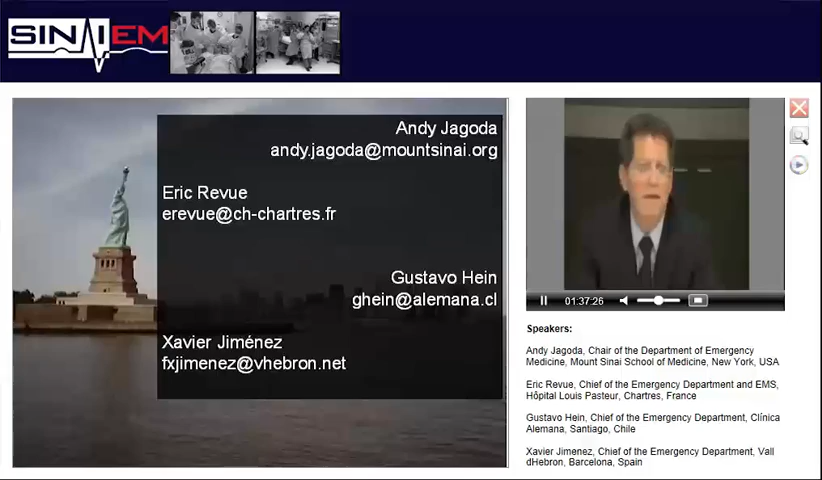 SINAIEM
Andy Jagoda
andy.jagoda@mountsinai.org
Eric Revue
erevue@ch-chartres.fr
Gustavo Hein
ghein@alemana.cl
Xavier Jiménez
fxjimenez@vhebron.net
01:37:26
Speakers:
Andy Jagoda, Chair of the Department of Emergency
Medicine, Mount Sinai School of Medicine, New York, USA
Eric Revue, Chief of the Emergency Department and EMS,
Hôpital Louis Pasteur, Chartres, France
Gustavo Hein, Chief of the Emergency Department, Clínica
Alemana, Santiago, Chile
Xavier Jimenez, Chief of the Emergency Department, Vall
dHebron, Barcelona, Spain